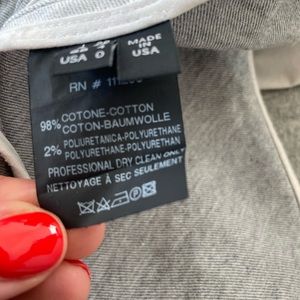 USA 0
MADE IN
USA
RN #
98% COTONE-COTTON
COTON-BAUMWOLLE
2% POLIURETANICA-POLYURETHANE
POLYURETHANE-POLYURETHAN
PROFESSIONAL DRY CLEAN ONLY
NETTOYAGE À SEC SEULEMENT